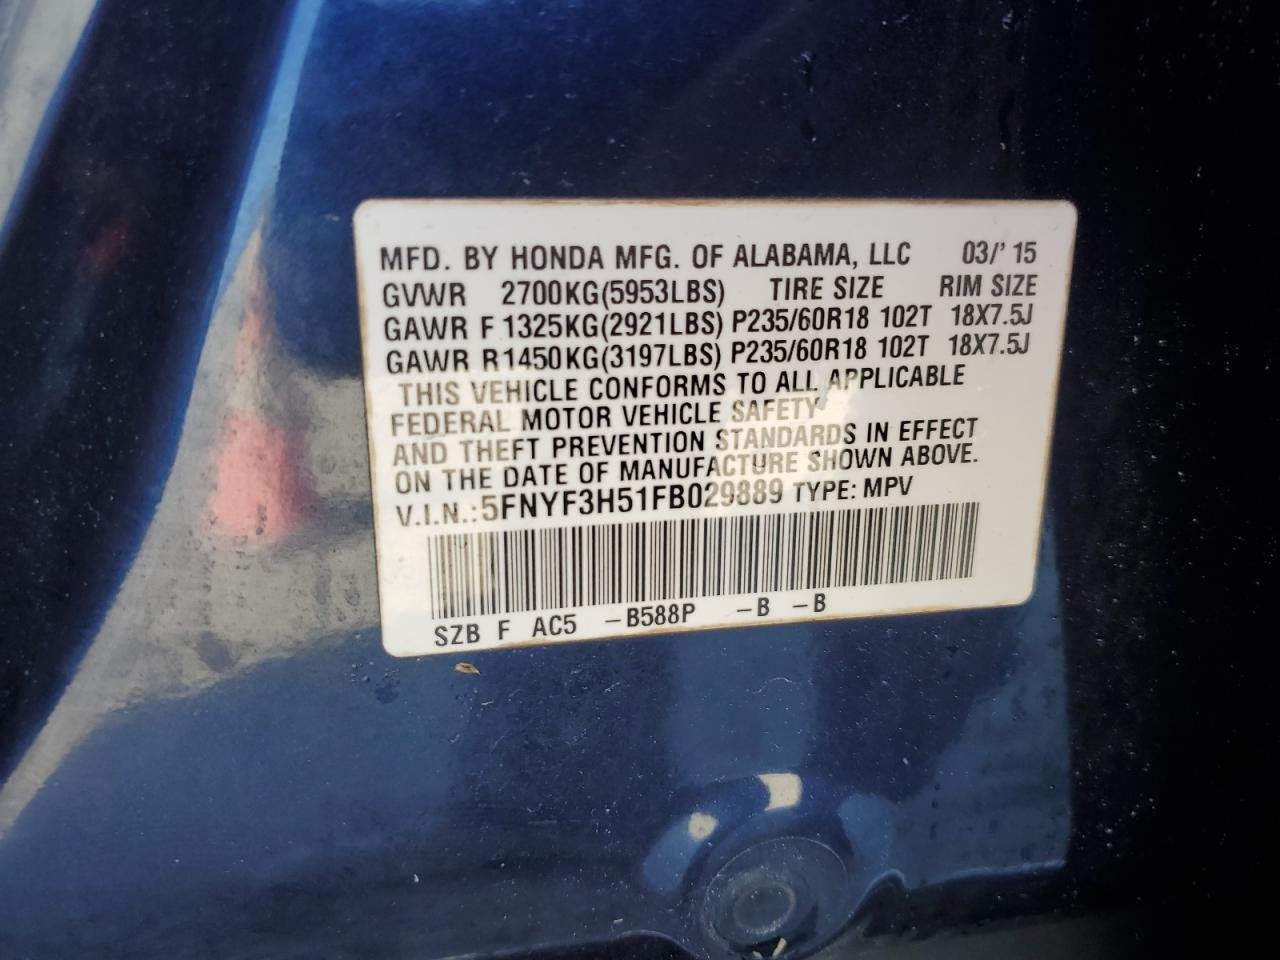 MFD. BY HONDA MFG. OF ALABAMA, LLC 03/' 15
GVWR 2700KG(5953LBS) TIRE SIZE RIM SIZE
GAWR F 1325KG(2921LBS) P235/60R18 102T 18X7.5J
GAWR R1450KG(3197LBS) P235/60R18 102T 18X7.5J
THIS VEHICLE CONFORMS TO ALL APPLICABLE
FEDERAL MOTOR VEHICLE SAFETY
AND THEFT PREVENTION STANDARDS IN EFFECT
ON THE DATE OF MANUFACTURE SHOWN ABOVE.
V.I.N.:5FNYF3H51FB029889 TYPE: MPV
SZB F AC5 -B588P -B -B